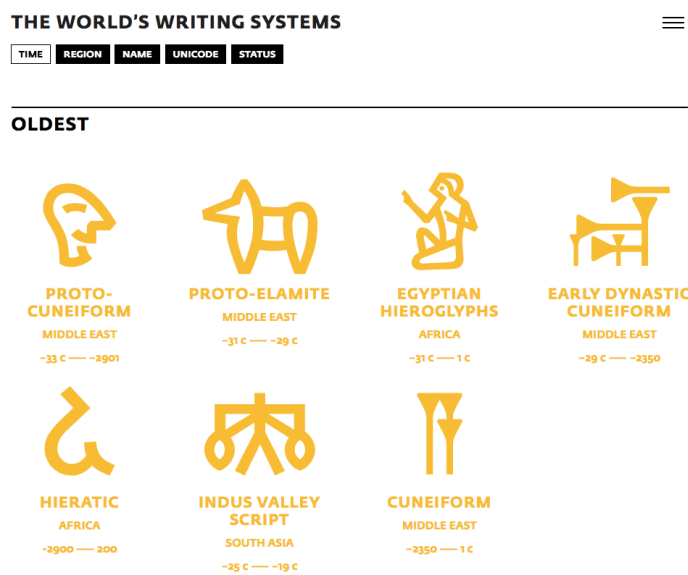 THE WORLD'S WRITING SYSTEMS
TIME REGION NAME UNICODE STATUS
OLDEST
PROTO-
CUNEIFORM
MIDDLE EAST
−33 C — −2901
PROTO-ELAMITE
MIDDLE EAST
−31 C — −29 C
EGYPTIAN
HIEROGLYPHS
AFRICA
−31 C — 1 C
EARLY DYNASTIC
CUNEIFORM
MIDDLE EAST
−29 C — −2350
HIERATIC
AFRICA
-2900 — 200
INDUS VALLEY
SCRIPT
SOUTH ASIA
−25 C — −19 C
CUNEIFORM
MIDDLE EAST
−2350 — 1 C